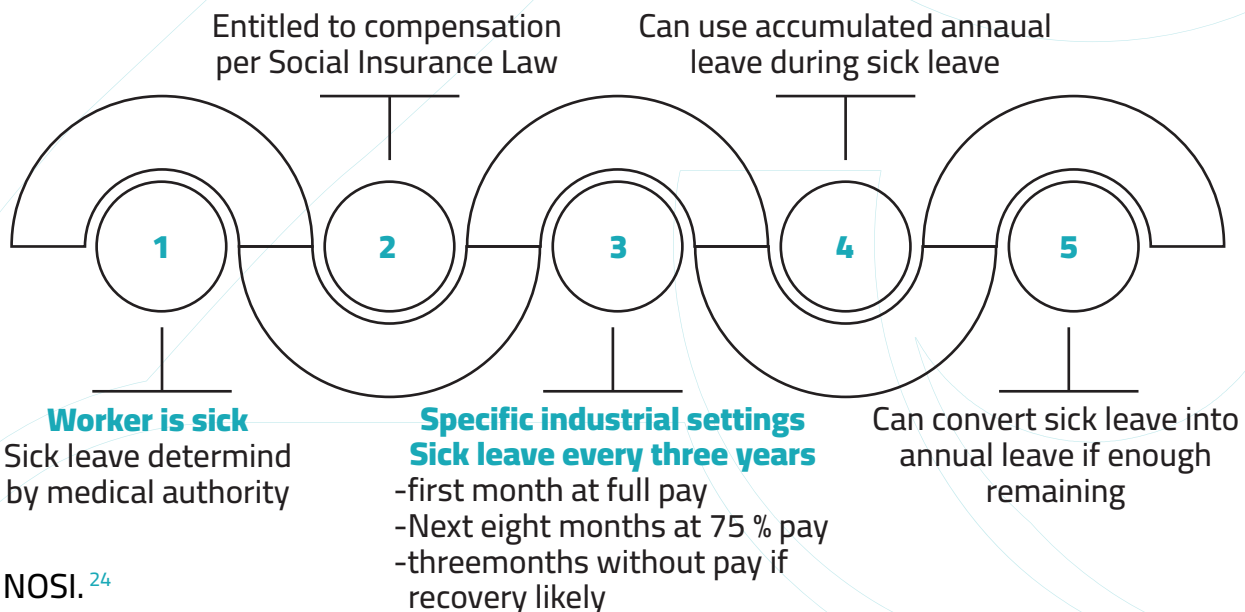 Entitled to compensation
per Social Insurance Law
Can use accumulated annaual
leave during sick leave
1
2
3
4
5
Worker is sick
Sick leave determind
by medical authority
Specific industrial settings
Sick leave every three years
-first month at full pay
-Next eight months at 75 % pay
-threemonths without pay if
recovery likely
Can convert sick leave into
annual leave if enough
remaining
NOSI. 24